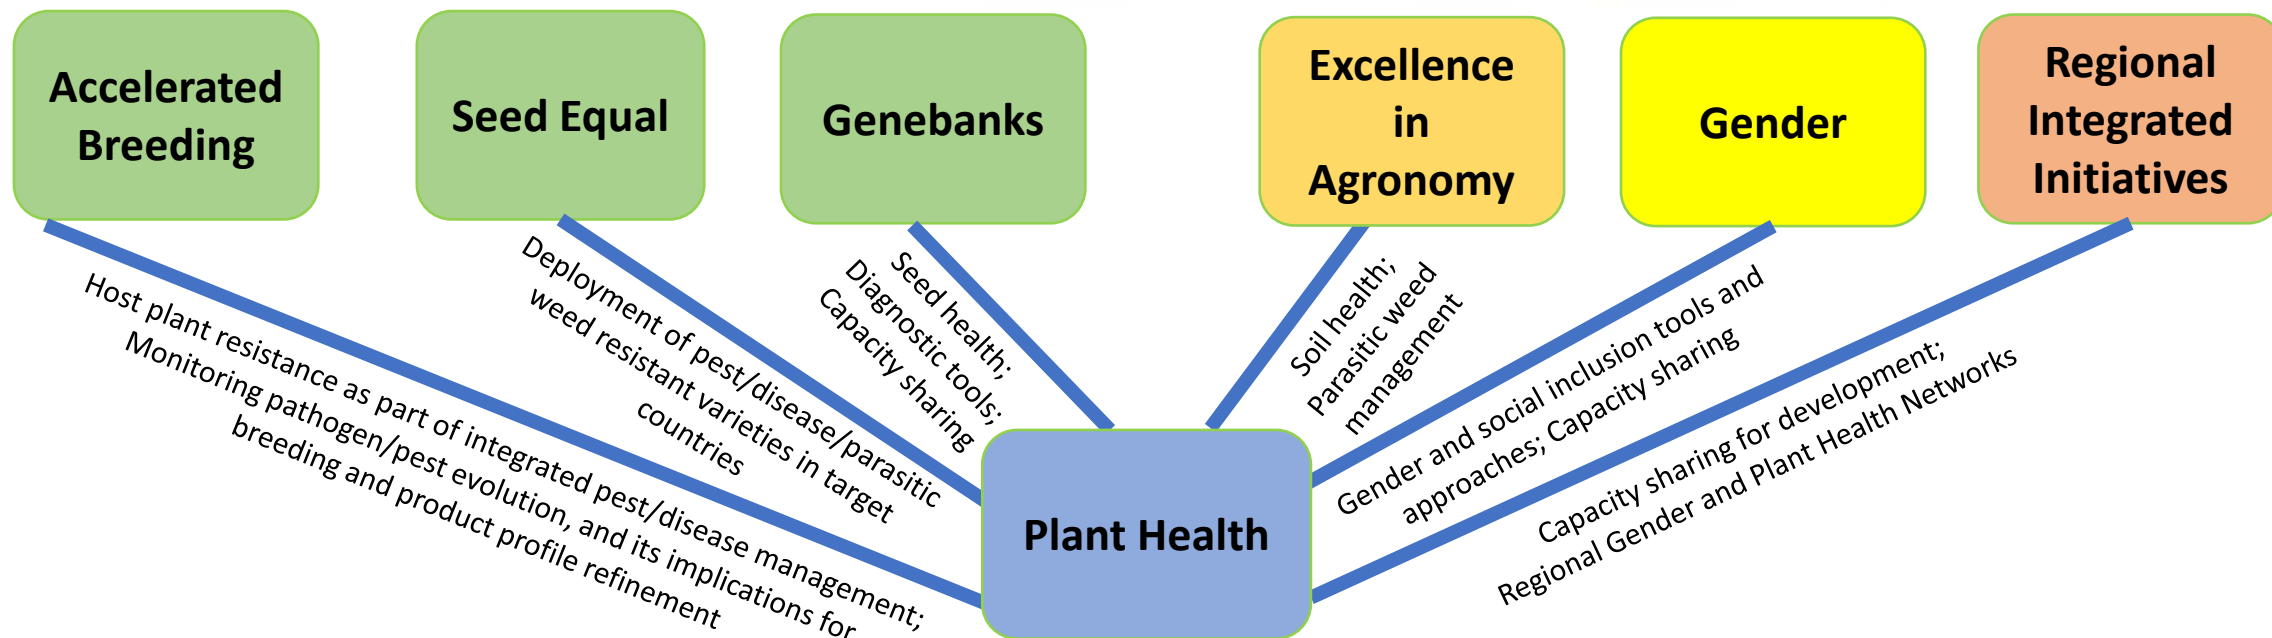 Accelerated
Breeding
Seed Equal
Genebanks
Excellence
in
Agronomy
Gender
Regional
Integrated
Initiatives
Host plant resistance as part of integrated pest/disease management;
Monitoring pathogen/pest evolution, and its implications for
breeding and product profile refinement
Deployment of pest/disease/parasitic
weed resistant varieties in target
countries
Seed health;
Diagnostic tools;
Capacity sharing
Soil health;
Parasitic weed
management
Gender and social inclusion tools and
approaches; Capacity sharing
Capacity sharing for development;
Regional Gender and Plant Health Networks
Plant Health